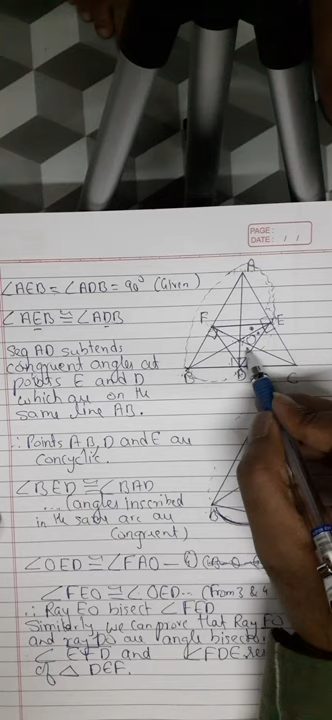 PAGE:
DATE: / /
A
∠AEB = ∠ADB = 90° (Given)
∠AEB ≅ ∠ADB
F E
Seg AD subtends
congruent angles at
points E and D
B D C
which are on the
same line AB.
∴ Points A, B, D and E are
Concyclic.
∠BED ≅ ∠BAD
... (angles inscribed
in the same arc are
congruent)
∠OED ≅ ∠FAO —
∠FEO ≅ ∠OED... (from 3 & 4
∴ Ray EO bisect ∠FED
Similarly we can prove that Ray FO
and ray DO are angle bisector
∠EFD and ∠FDE
of △ DEF.